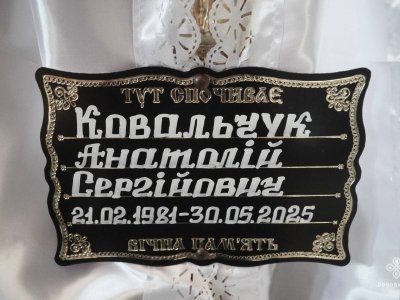 ТУТ СПОЧИВАЄ
Ковальчук
Анатолій
Сергійович
21.02.1981-30.05.2025
ВІЧНА ПАМ'ЯТЬ